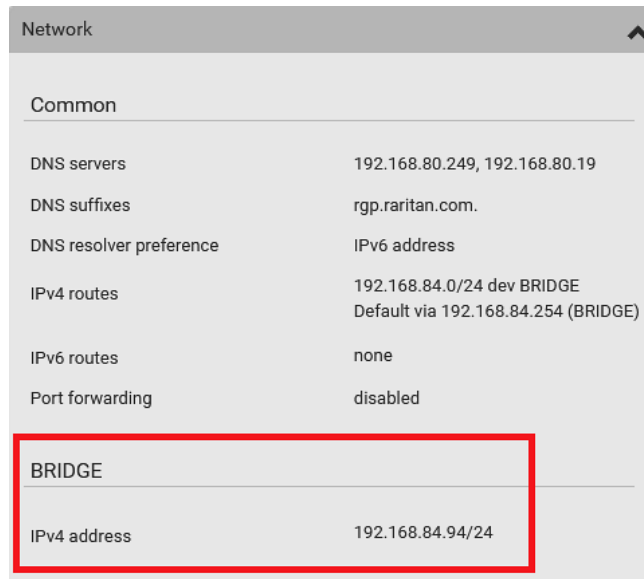 Network
Common
DNS servers 192.168.80.249, 192.168.80.19
DNS suffixes rgp.raritan.com.
DNS resolver preference IPv6 address
IPv4 routes 192.168.84.0/24 dev BRIDGE
Default via 192.168.84.254 (BRIDGE)
IPv6 routes none
Port forwarding disabled
BRIDGE
IPv4 address 192.168.84.94/24